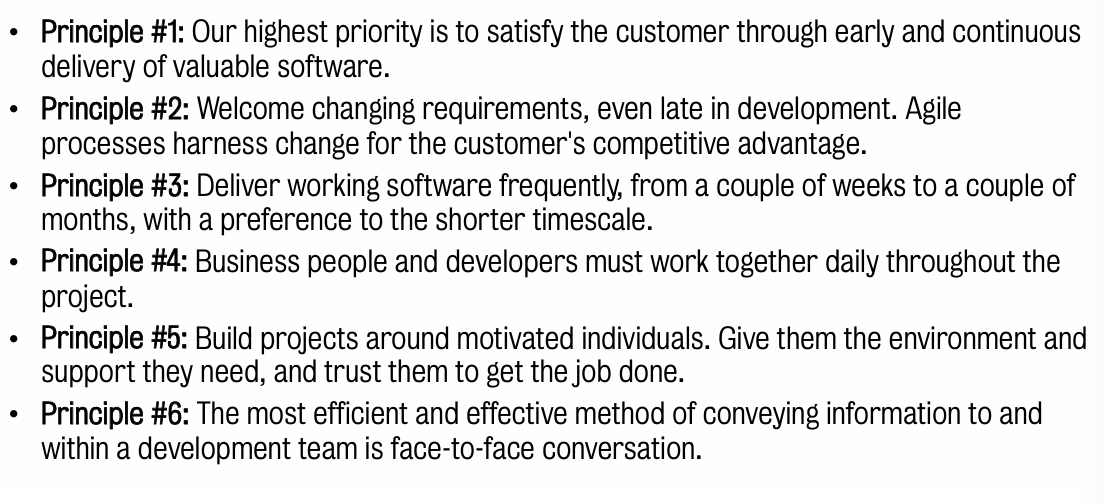 • Principle #1: Our highest priority is to satisfy the customer through early and continuous
delivery of valuable software.
• Principle #2: Welcome changing requirements, even late in development. Agile
processes harness change for the customer's competitive advantage.
• Principle #3: Deliver working software frequently, from a couple of weeks to a couple of
months, with a preference to the shorter timescale.
• Principle #4: Business people and developers must work together daily throughout the
project.
• Principle #5: Build projects around motivated individuals. Give them the environment and
support they need, and trust them to get the job done.
• Principle #6: The most efficient and effective method of conveying information to and
within a development team is face-to-face conversation.